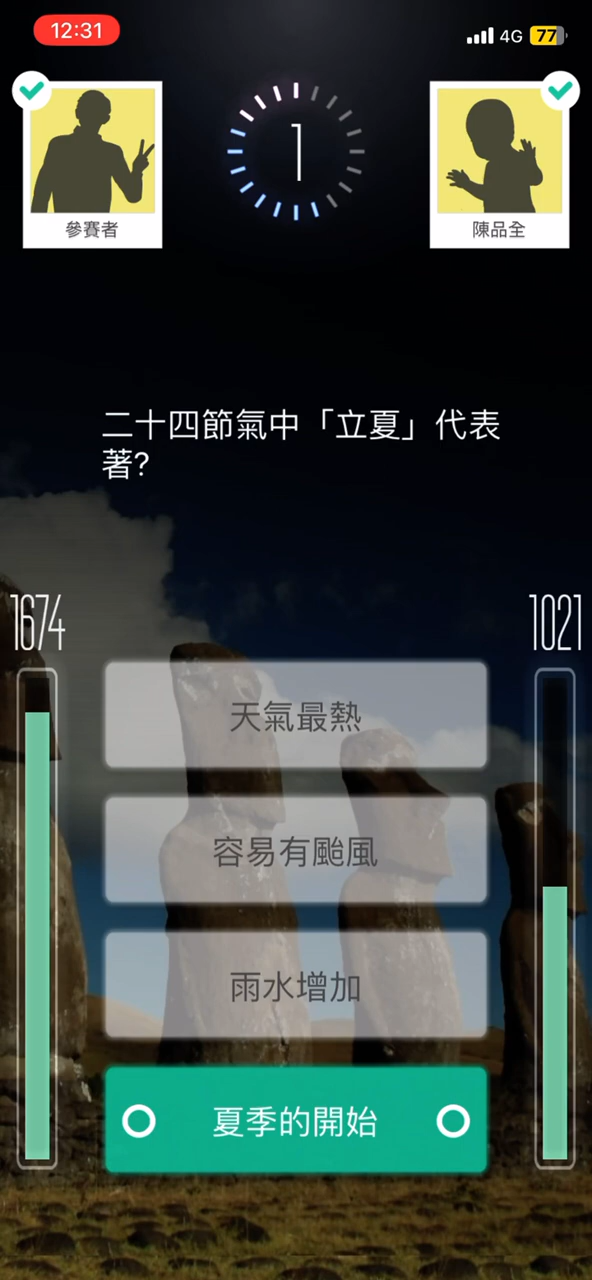 12:31
4G
77
參賽者
1
陳品全
二十四節氣中「立夏」代表
著?
1674
1021
天氣最熱
容易有颱風
雨水增加
夏季的開始